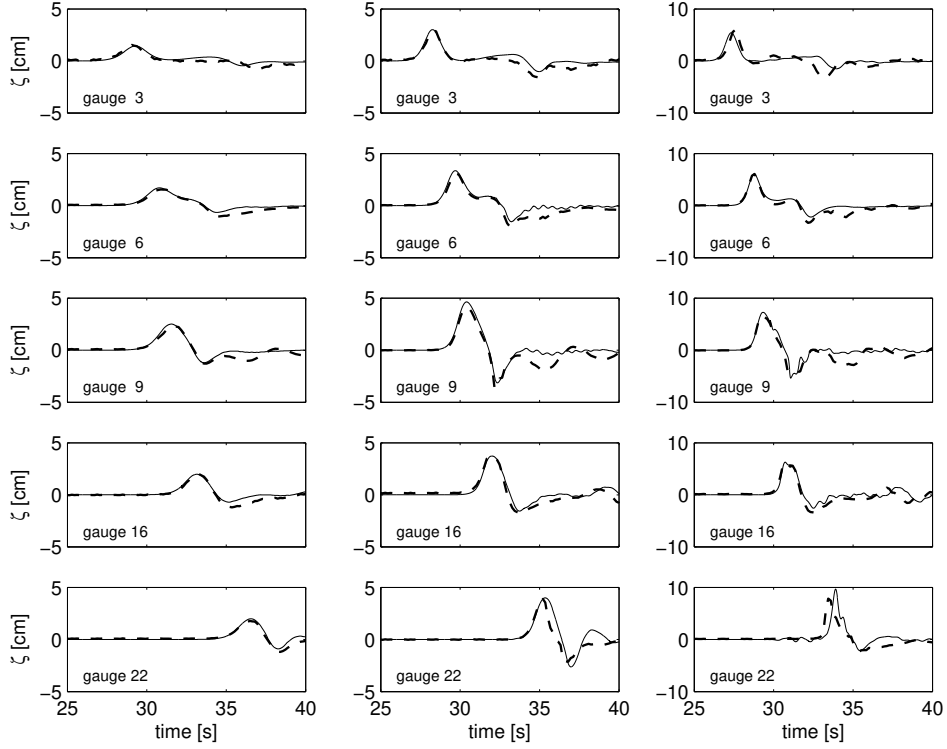 5 5 10
ζ [cm] 0 0 0
gauge 3 gauge 3 gauge 3
−5 −5 −10
5 5 10
ζ [cm] 0 0 0
gauge 6 gauge 6 gauge 6
−5 −5 −10
5 5 10
ζ [cm] 0 0 0
gauge 9 gauge 9 gauge 9
−5 −5 −10
5 5 10
ζ [cm] 0 0 0
gauge 16 gauge 16 gauge 16
−5 −5 −10
5 5 10
ζ [cm] 0 0 0
gauge 22 gauge 22 gauge 22
−5 −5 −10
25 30 35 40 25 30 35 40 25 30 35 40
time [s] time [s] time [s]